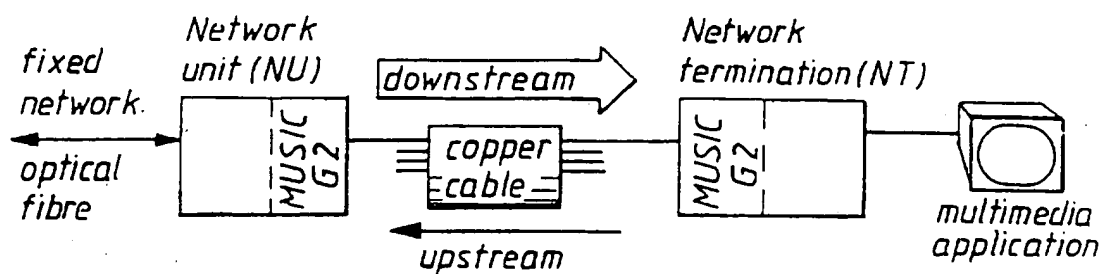 fixed
network.
optical
fibre
Network
unit (NU)
MUSIC
G2
downstream
copper
cable
upstream
Network
termination (NT)
MUSIC
G2
multimedia
application